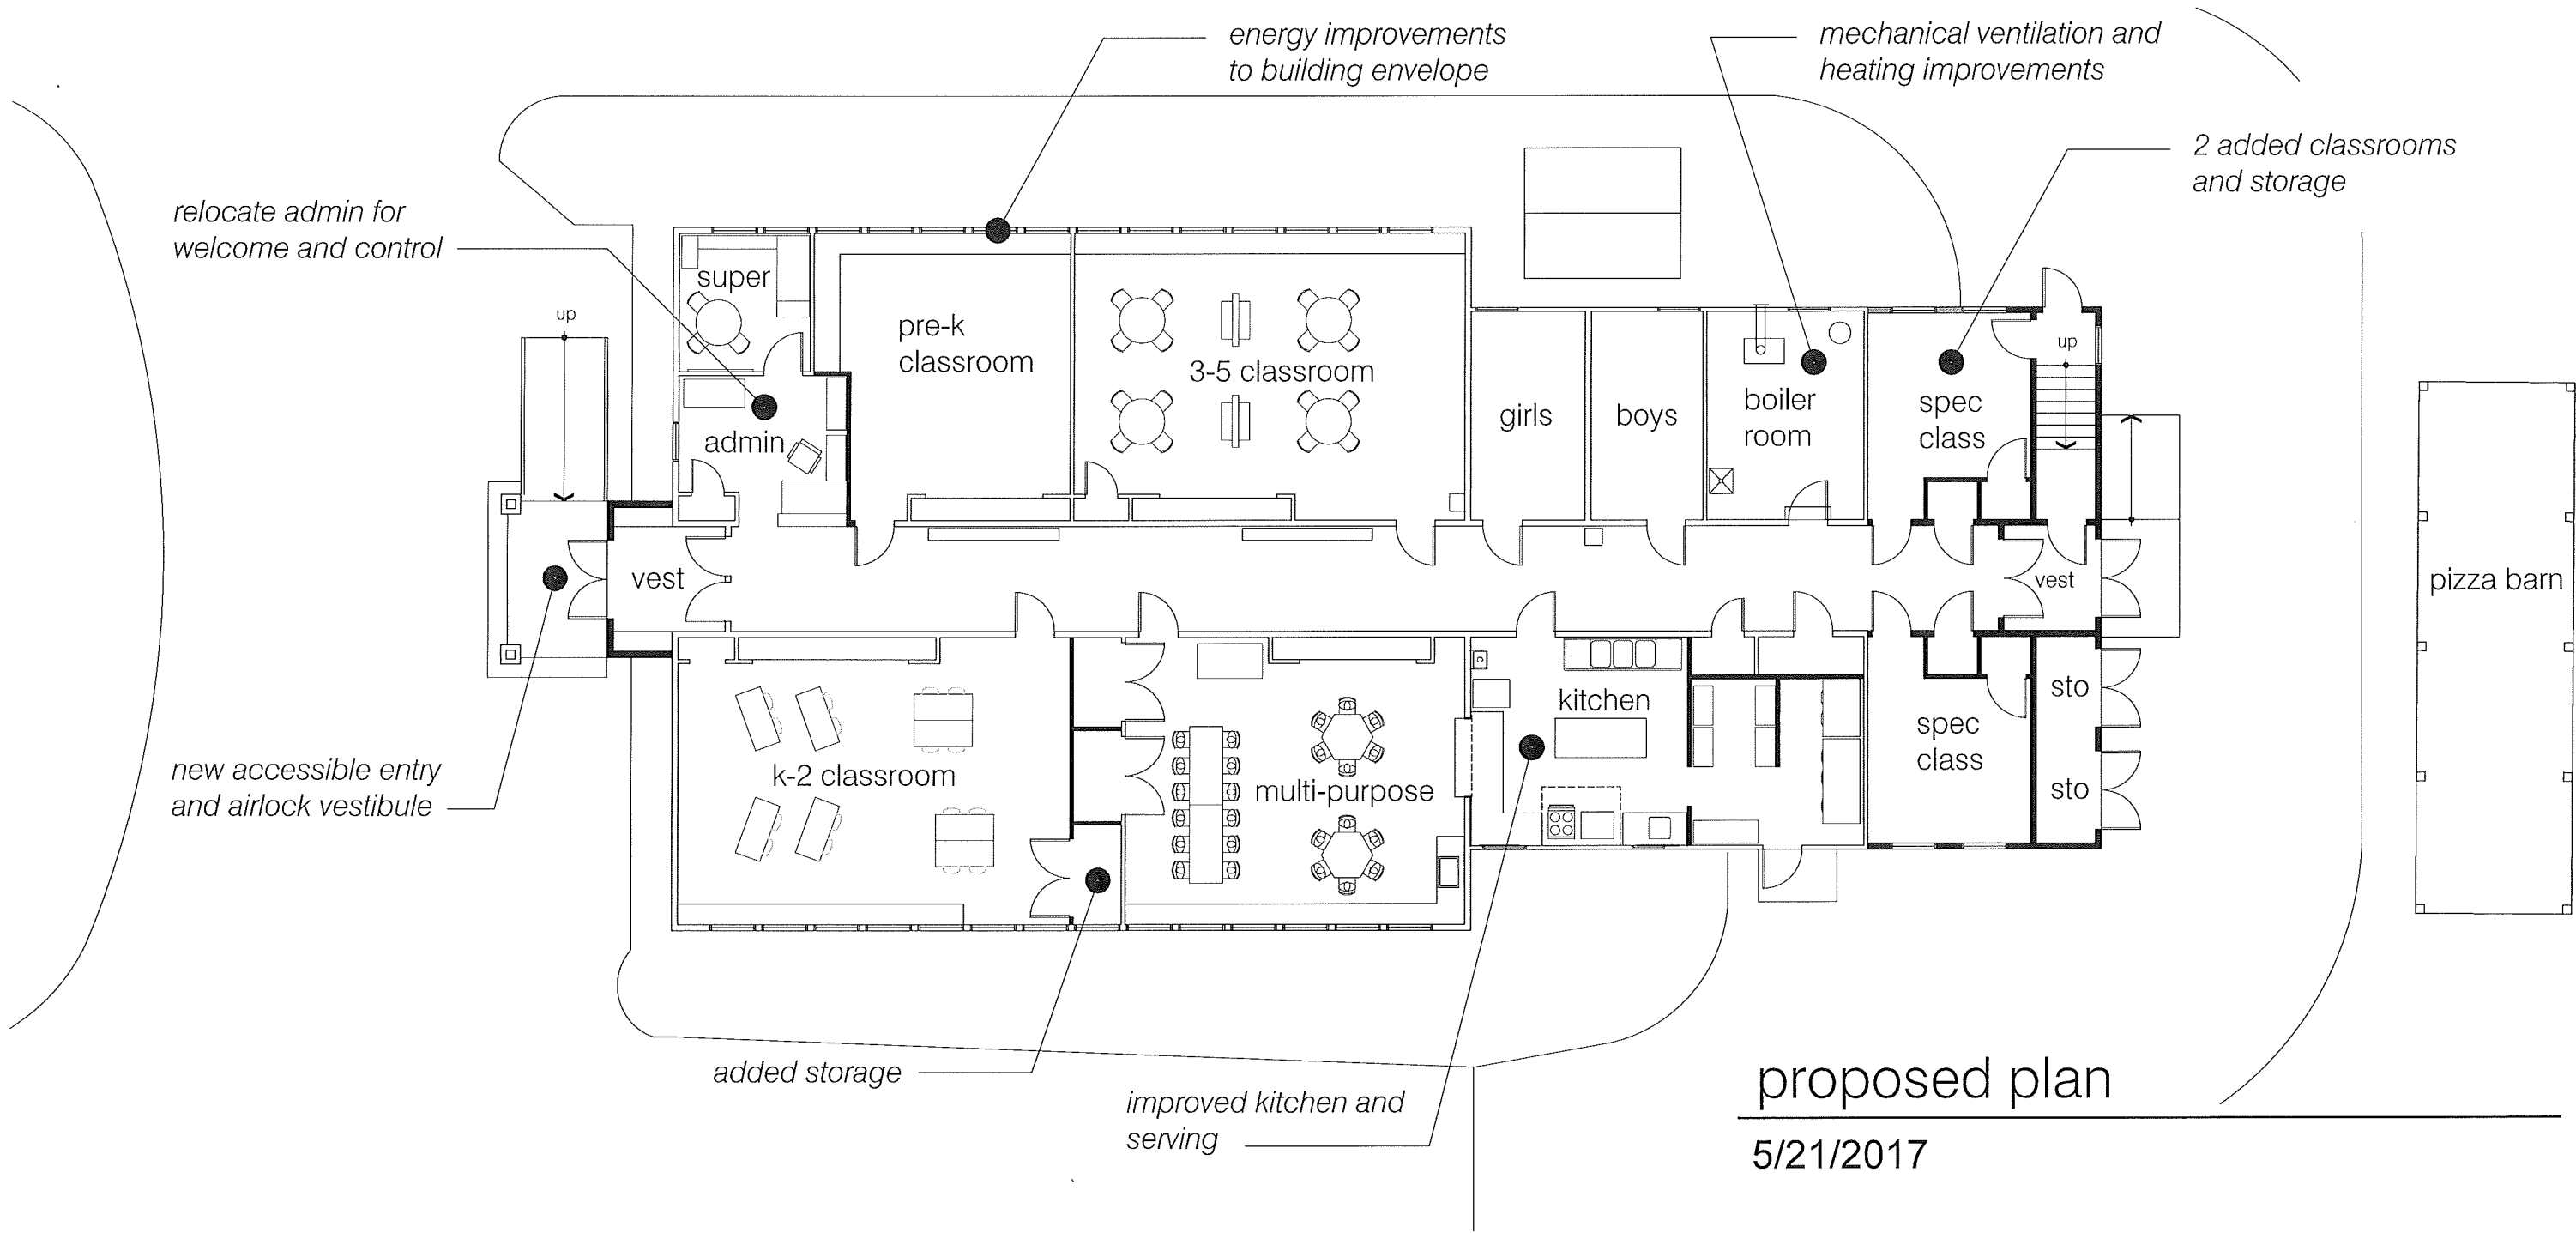 energy improvements
to building envelope
mechanical ventilation and
heating improvements
2 added classrooms
and storage
relocate admin for
welcome and control
super
up
pre-k
classroom
3-5 classroom
admin
girls
boys
boiler
room
spec
class
up
vest
vest
pizza barn
new accessible entry
and airlock vestibule
k-2 classroom
multi-purpose
kitchen
spec
class
sto
sto
added storage
improved kitchen and
serving
proposed plan
5/21/2017